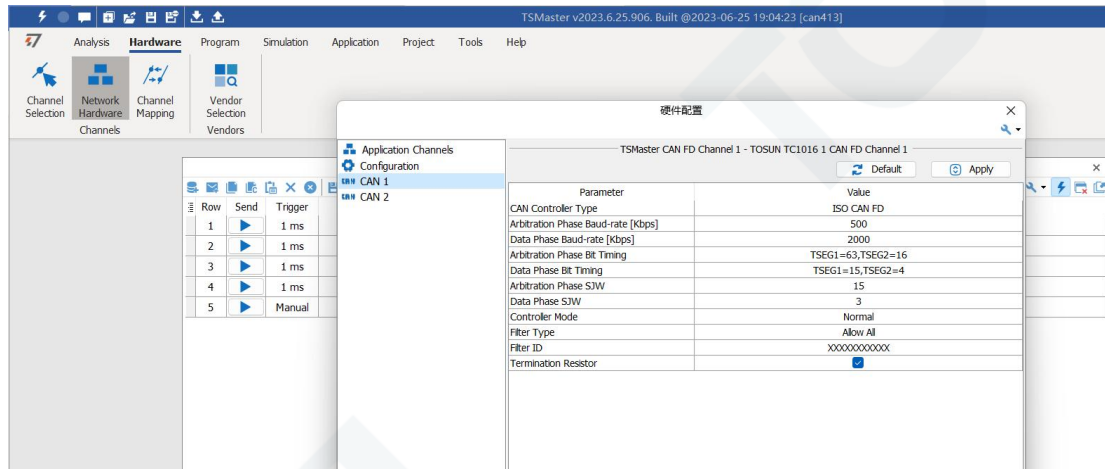 TSMaster v2023.6.25.906. Built @2023-06-25 19:04:23 [can413]
Analysis Hardware Program Simulation Application Project Tools Help
Channel Selection
Network Hardware
Channel Mapping
Vendor Selection
Channels
Vendors
硬件配置
Application Channels
Configuration
CAN CAN 1
CAN CAN 2
TSMaster CAN FD Channel 1 - TOSUN TC1016 1 CAN FD Channel 1
Default Apply
Parameter Value
CAN Controller Type ISO CAN FD
Arbitration Phase Baud-rate [Kbps] 500
Data Phase Baud-rate [Kbps] 2000
Arbitration Phase Bit Timing TSEG1=63,TSEG2=16
Data Phase Bit Timing TSEG1=15,TSEG2=4
Arbitration Phase SJW 15
Data Phase SJW 3
Controller Mode Normal
Filter Type Allow All
Filter ID XXXXXXXXXXX
Termination Resistor
Row Send Trigger
1 1 ms
2 1 ms
3 1 ms
4 1 ms
5 Manual